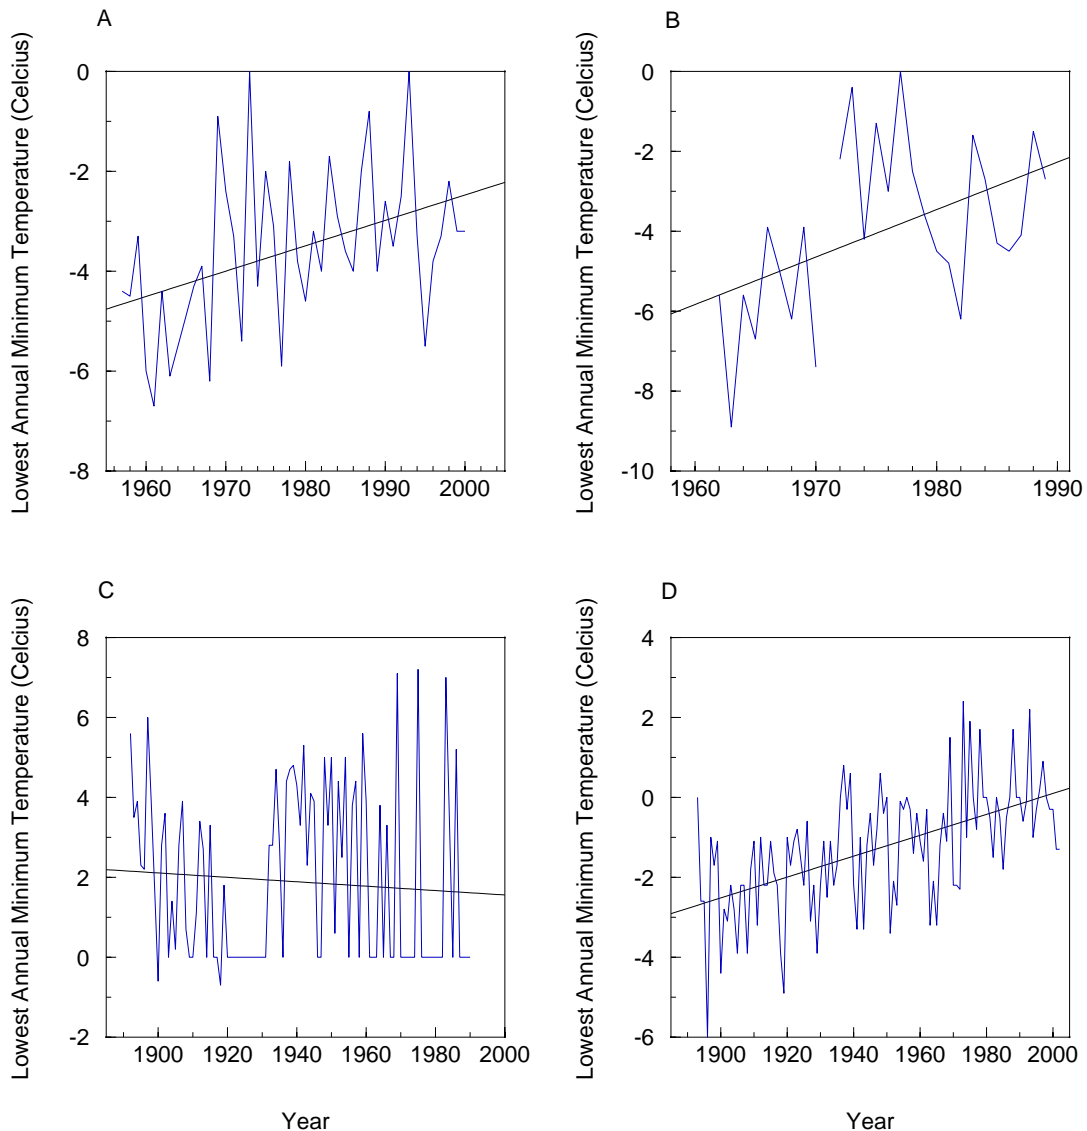 A
Lowest Annual Minimum Temperature (Celcius)
0
-2
-4
-6
-8
1960 1970 1980 1990 2000
B
Lowest Annual Minimum Temperature (Celcius)
0
-2
-4
-6
-8
-10
1960 1970 1980 1990
C
Lowest Annual Minimum Temperature (Celcius)
8
6
4
2
0
-2
1900 1920 1940 1960 1980 2000
Year
D
Lowest Annual Minimum Temperature (Celcius)
4
2
0
-2
-4
-6
1900 1920 1940 1960 1980 2000
Year